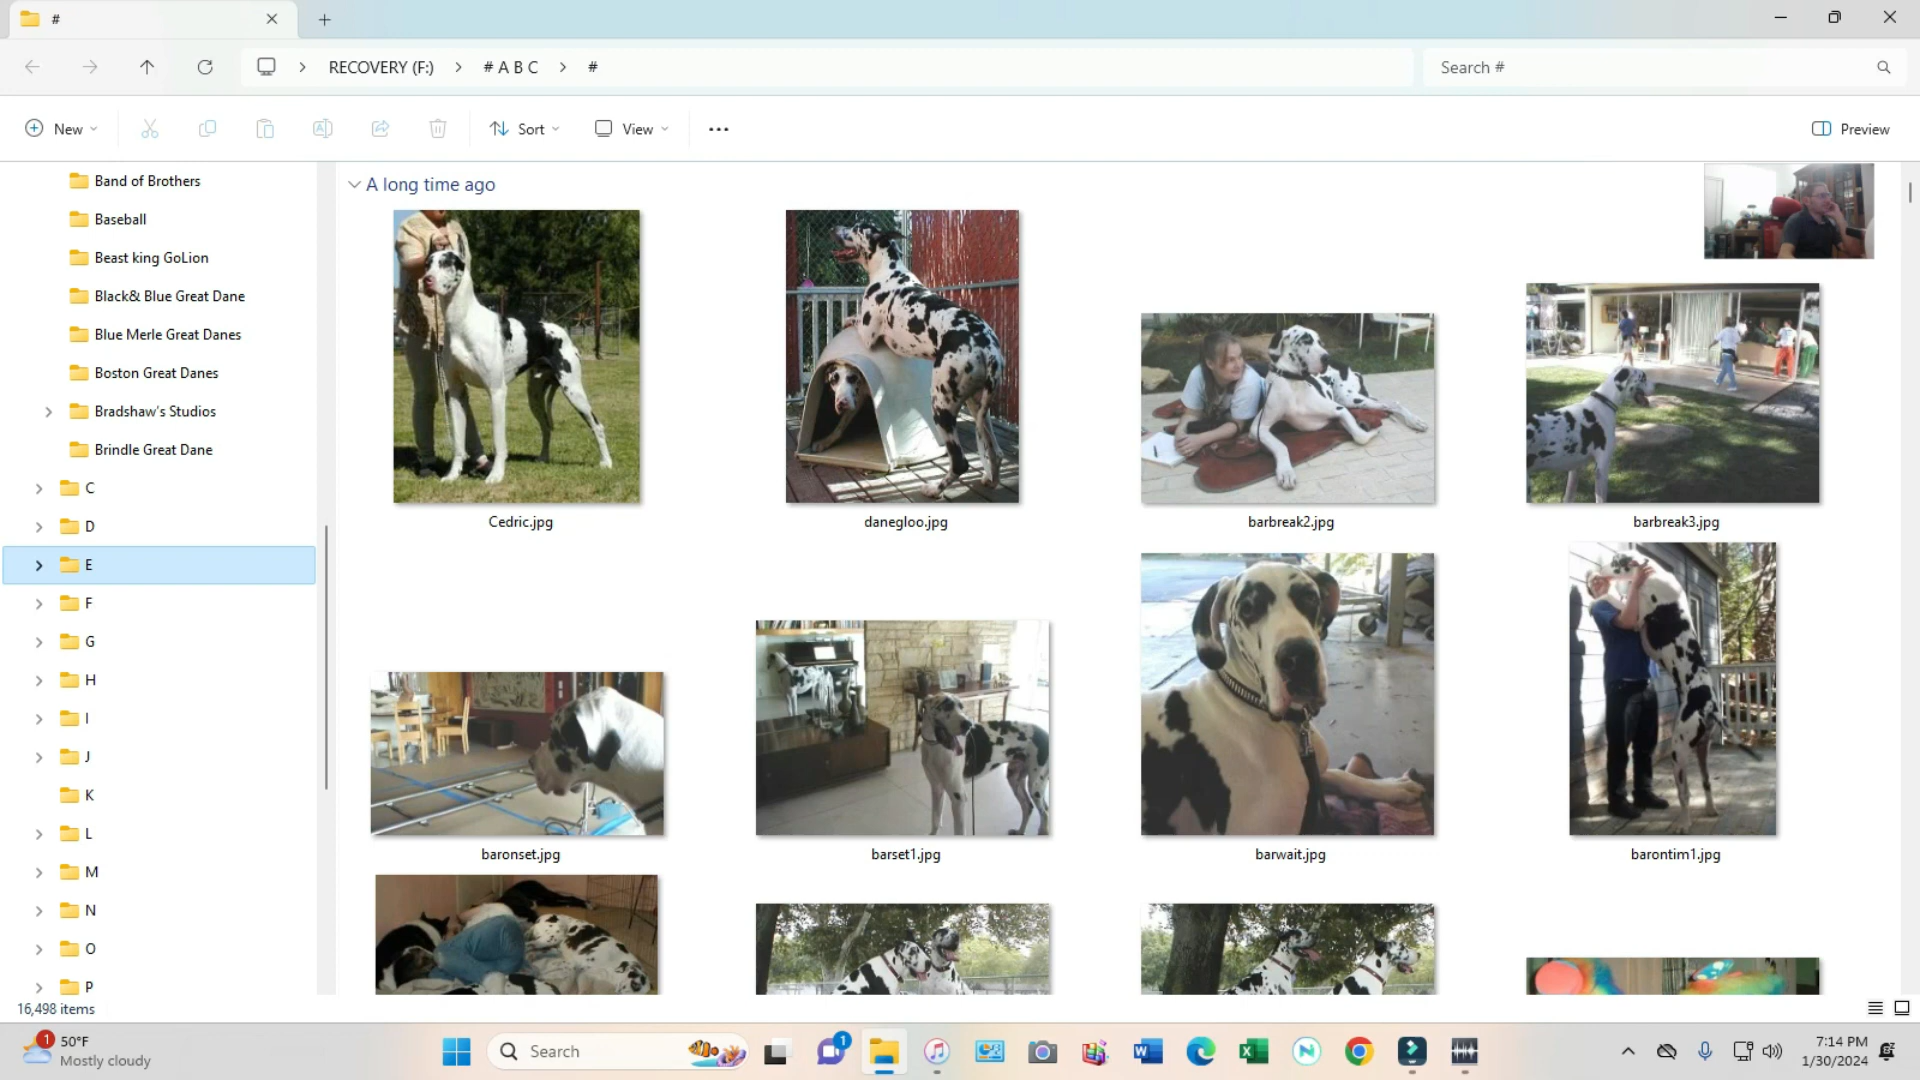 #
RECOVERY (F:) > # A B C > #
Search #
New
Sort
View
Preview
Band of Brothers
Baseball
Beast king GoLion
Black& Blue Great Dane
Blue Merle Great Danes
Boston Great Danes
Bradshaw's Studios
Brindle Great Dane
C
D
E
F
G
H
I
J
K
L
M
N
O
P
A long time ago
Cedric.jpg
danegloo.jpg
barbreak2.jpg
barbreak3.jpg
baronset.jpg
barset1.jpg
barwait.jpg
barontim1.jpg
16,498 items
1
50°F
Mostly cloudy
Search
1
7:14 PM
1/30/2024